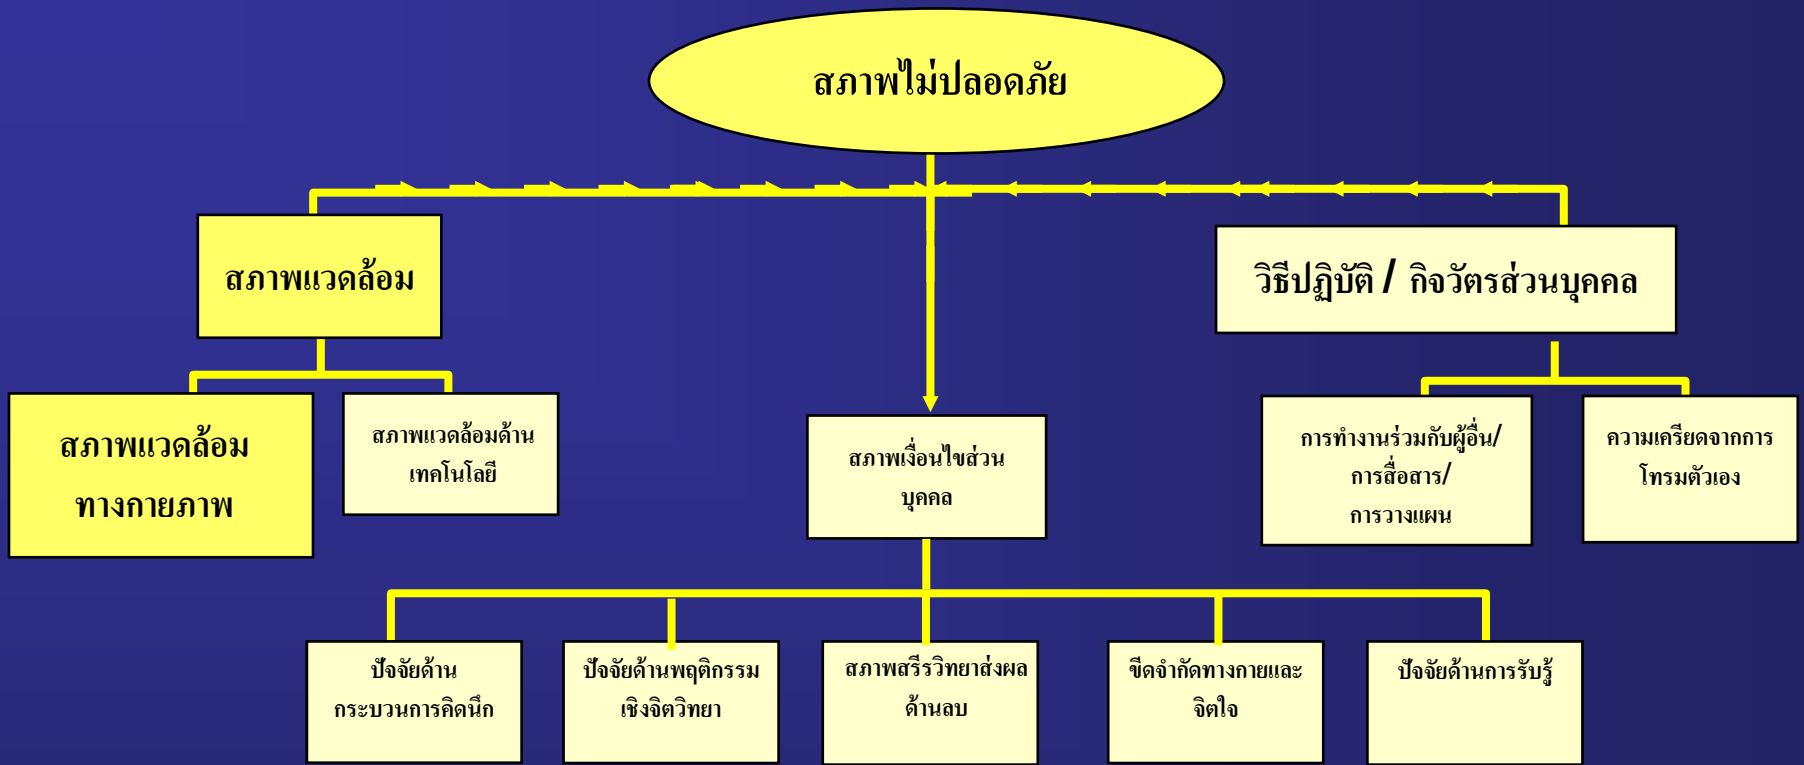 สภาพไม่ปลอดภัย
สภาพแวดล้อม
วิธีปฏิบัติ / กิจวัตรส่วนบุคคล
สภาพแวดล้อม
ทางกายภาพ
สภาพแวดล้อมด้าน
เทคโนโลยี
สภาพเงื่อนไขส่วน
บุคคล
การทำงานร่วมกับผู้อื่น/
การสื่อสาร/
การวางแผน
ความเครียดจากการ
โทรมตัวเอง
ปัจจัยด้าน
กระบวนการคิดนึก
ปัจจัยด้านพฤติกรรม
เชิงจิตวิทยา
สภาพสรีรวิทยาส่งผล
ด้านลบ
ขีดจำกัดทางกายและ
จิตใจ
ปัจจัยด้านการรับรู้